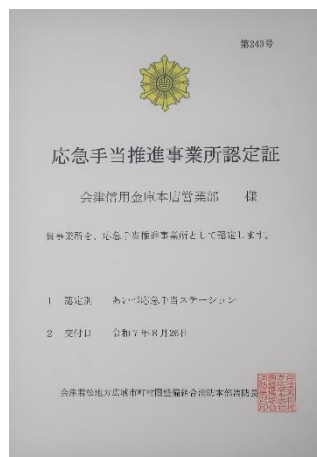 第243号
応急手当推進事業所認定証
会津信用金庫本店営業部　様
貴事業所を、応急手当推進事業所として認定します。
1　認定別　あいづ応急手当ステーション
2　交付日　令和7年8月26日
会津若松地方広域市町村圏整備組合消防本部消防長